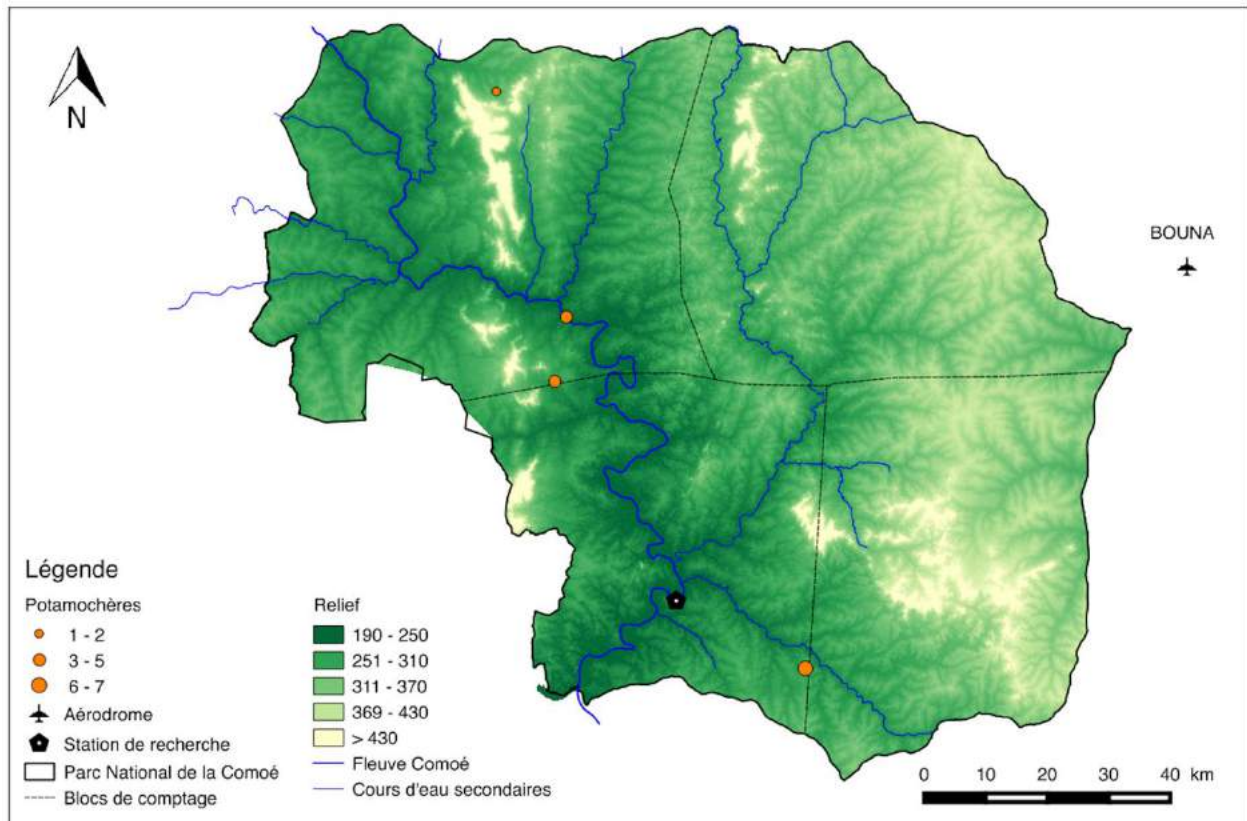 N
BOUNA
Légende
Potamochères
1 - 2
3 - 5
6 - 7
Aérodrome
Station de recherche
Parc National de la Comoé
Blocs de comptage
Relief
190 - 250
251 - 310
311 - 370
369 - 430
> 430
Fleuve Comoé
Cours d'eau secondaires
0 10 20 30 40 km